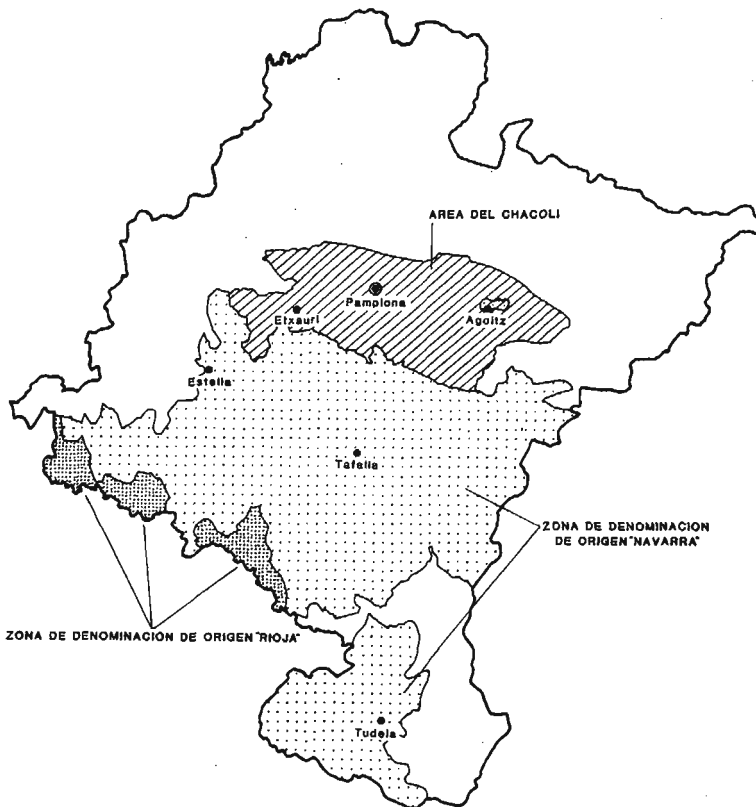 AREA DEL CHACOLI
Pamplona
Etxauri
Agoitz
Estella
Tafalla
ZONA DE DENOMINACION
DE ORIGEN "NAVARRA"
ZONA DE DENOMINACION DE ORIGEN "RIOJA"
Tudela